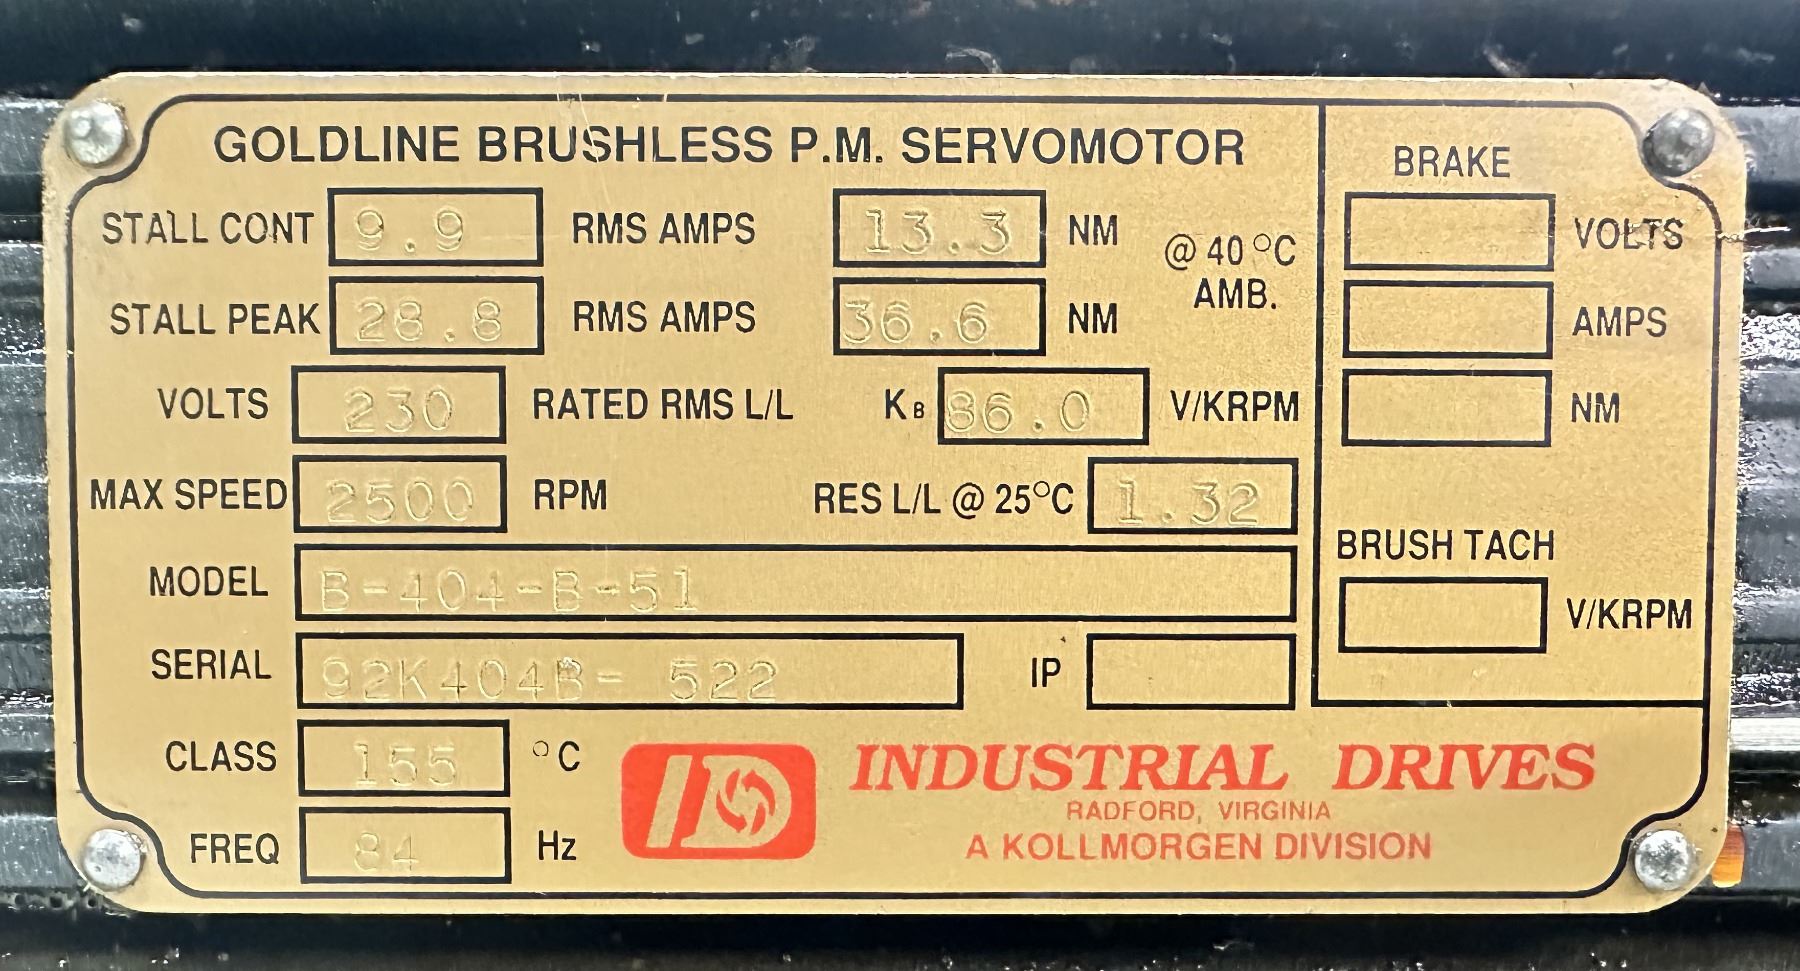 GOLDLINE BRUSHLESS P.M. SERVOMOTOR
STALL CONT 9.9 RMS AMPS 13.3 NM
@ 40 °C
AMB.
STALL PEAK 28.8 RMS AMPS 36.6 NM
VOLTS 230 RATED RMS L/L KB 86.0 V/KRPM
MAX SPEED 2500 RPM RES L/L @ 25°C 1.32
MODEL B-404-B-51
SERIAL 92K404B- 522 IP
CLASS 155 °C
FREQ 84 Hz
BRAKE
VOLTS
AMPS
NM
BRUSH TACH
V/KRPM
ID INDUSTRIAL DRIVES
RADFORD, VIRGINIA
A KOLLMORGEN DIVISION